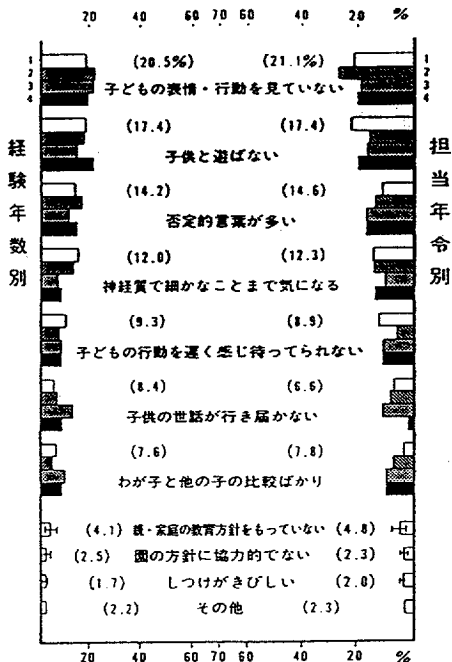 20 40 60 60 40 20 %
1 (20.5%) (21.1%) 1
2 2
3 子どもの表情・行動を見ていない 3
4 4
(17.4) (17.4)
子供と遊ばない
経験年数別
担当年令別
(14.2) (14.6)
否定的言葉が多い
(12.0) (12.3)
神経質で細かなことまで気になる
(9.3) (8.9)
子どもの行動を遅く感じ待ってられない
(8.4) (6.6)
子供の世話が行き届かない
(7.6) (7.8)
わが子と他の子の比較ばかり
(4.1) 親・家庭の教育方針をもっていない (4.8)
(2.5) 園の方針に協力的でない (2.3)
(1.7) しつけがきびしい (2.0)
(2.2) その他 (2.3)
20 40 60 60 40 20 %